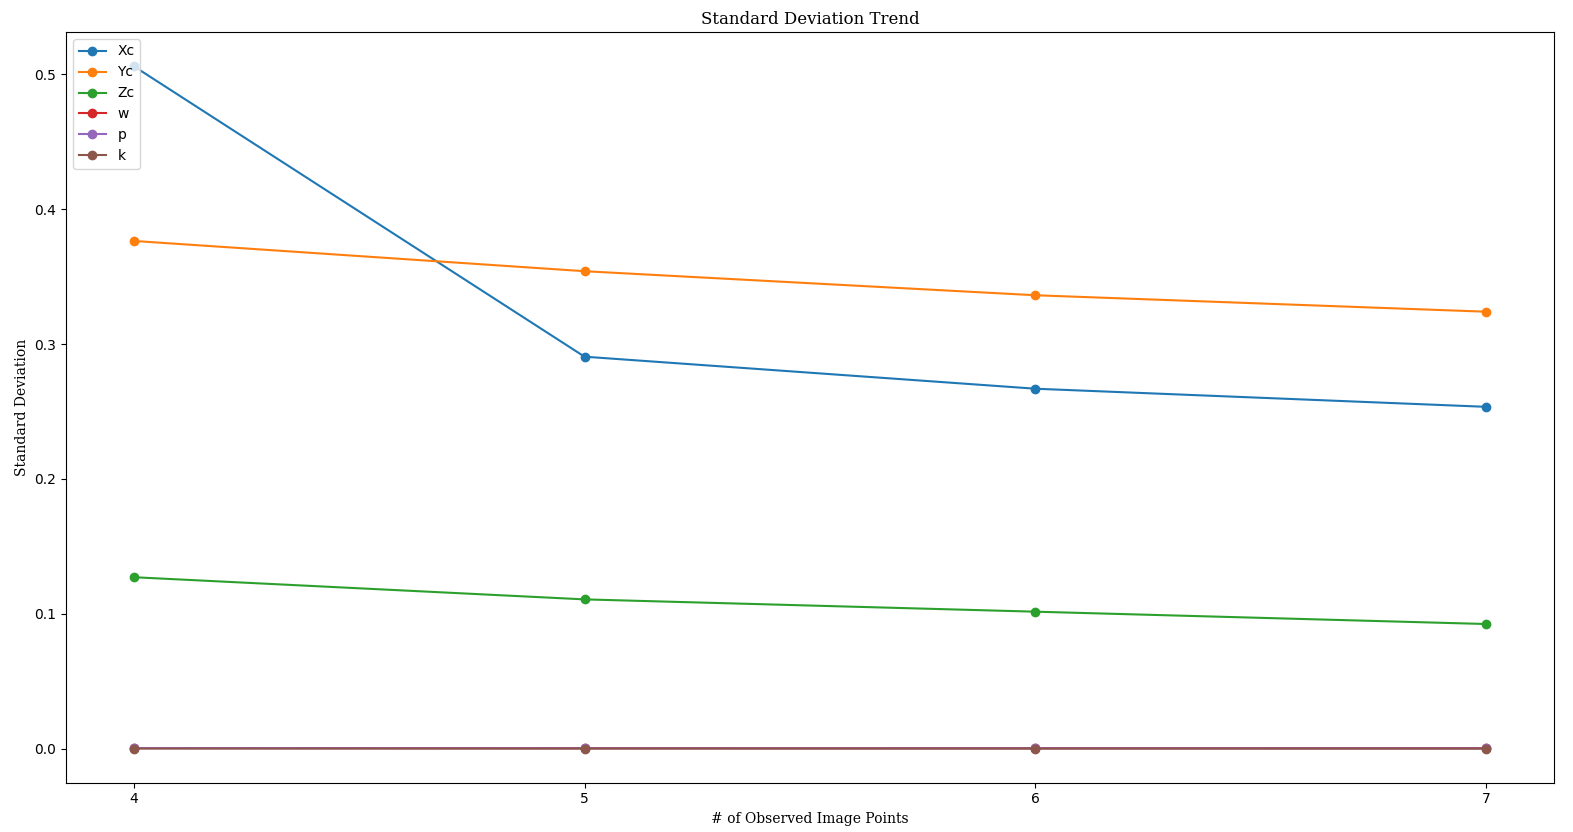 Standard Deviation Trend
Xc
Yc
Zc
w
p
k
0.5
0.4
0.3
0.2
0.1
0.0
Standard Deviation
4 5 6 7
# of Observed Image Points